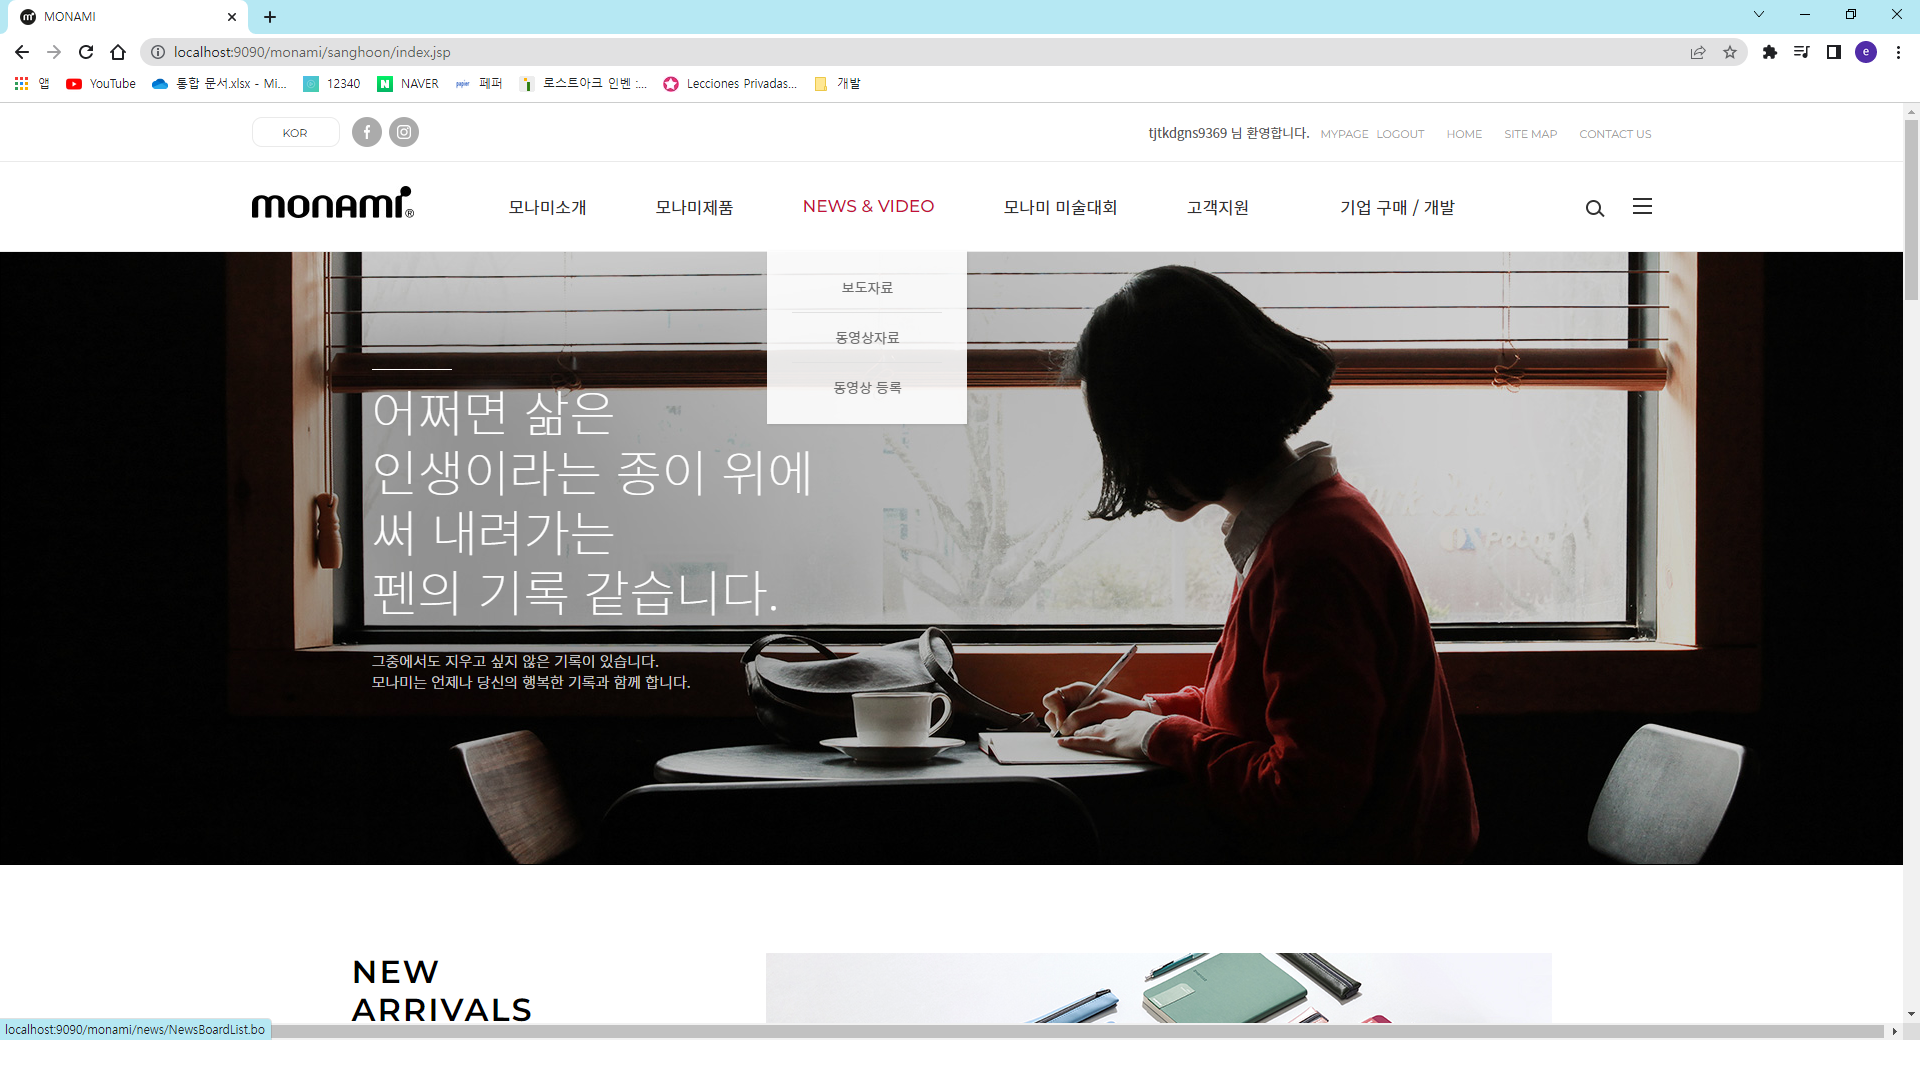 MONAMI
localhost:9090/monami/sanghoon/index.jsp
e
앱
YouTube
통합 문서.xlsx - Mi...
12340
NAVER
페퍼
로스트아크 인벤 :...
Lecciones Privadas...
개발
KOR
tjtkdgns9369 님 환영합니다. MYPAGE LOGOUT HOME SITE MAP CONTACT US
monami®
모나미소개
모나미제품
NEWS & VIDEO
모나미 미술대회
고객지원
기업 구매 / 개발
보도자료
동영상자료
동영상 등록
어쩌면 삶은
인생이라는 종이 위에
써 내려가는
펜의 기록 같습니다.
그중에서도 지우고 싶지 않은 기록이 있습니다.
모나미는 언제나 당신의 행복한 기록과 함께 합니다.
NEW
ARRIVALS
localhost:9090/monami/news/NewsBoardList.bo